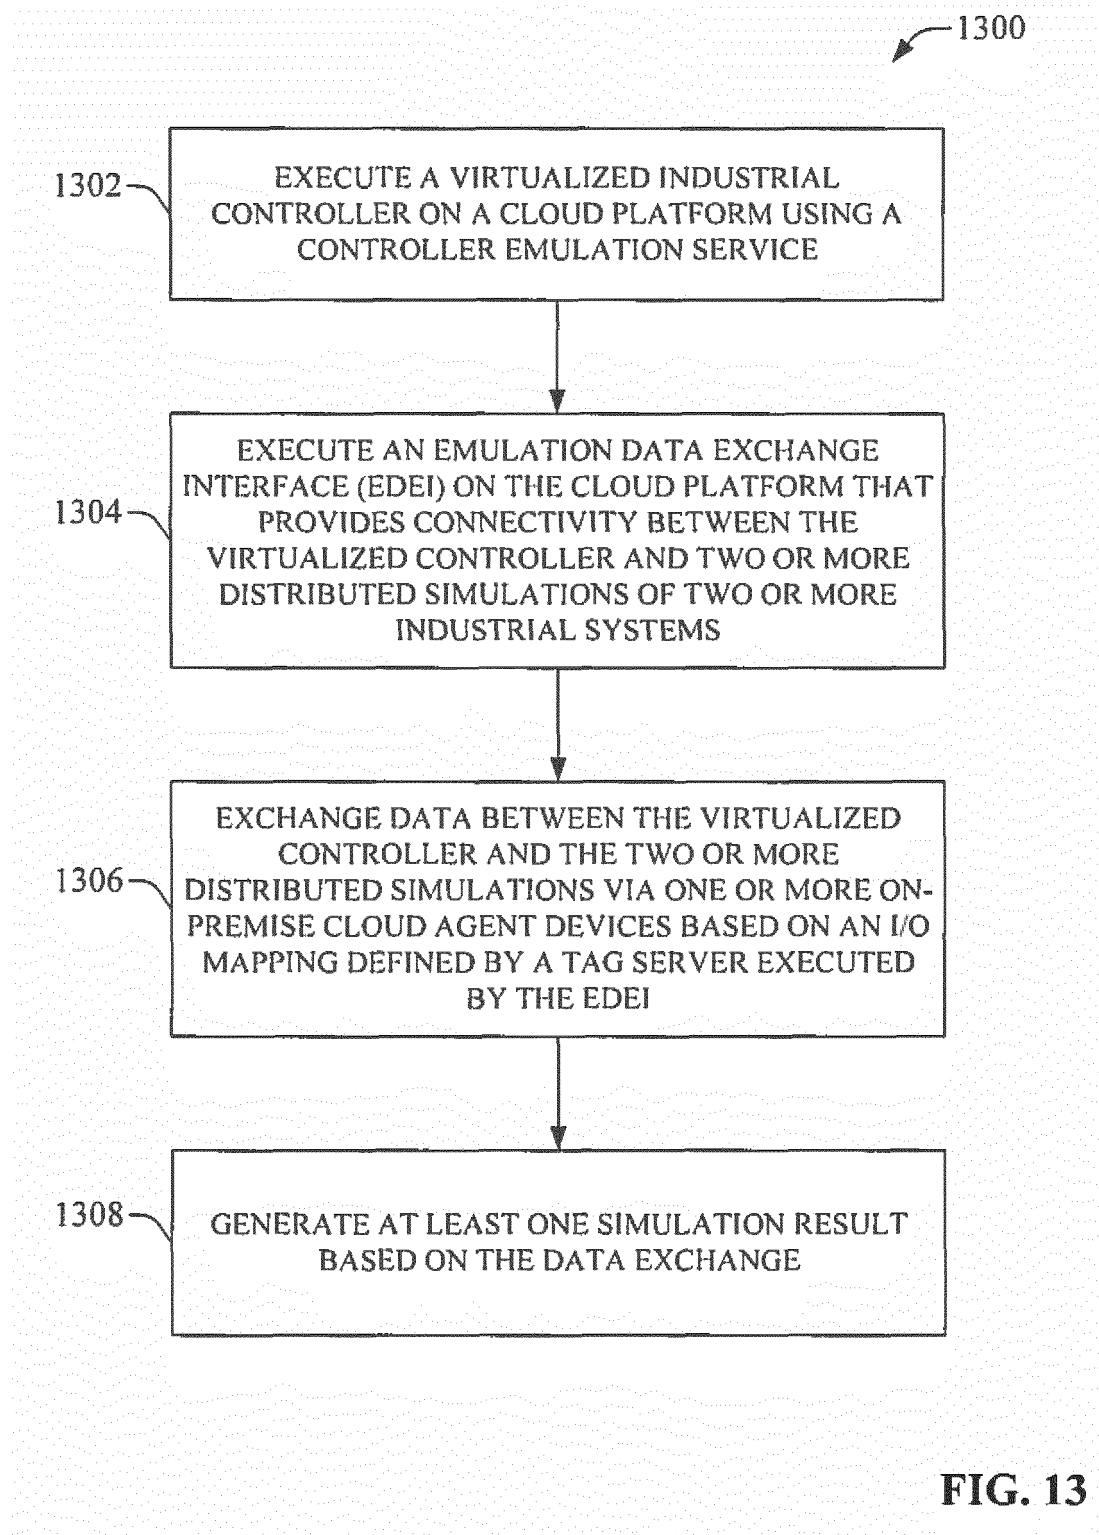 1300
1302
EXECUTE A VIRTUALIZED INDUSTRIAL
CONTROLLER ON A CLOUD PLATFORM USING A
CONTROLLER EMULATION SERVICE
1304
EXECUTE AN EMULATION DATA EXCHANGE
INTERFACE (EDEI) ON THE CLOUD PLATFORM THAT
PROVIDES CONNECTIVITY BETWEEN THE
VIRTUALIZED CONTROLLER AND TWO OR MORE
DISTRIBUTED SIMULATIONS OF TWO OR MORE
INDUSTRIAL SYSTEMS
1306
EXCHANGE DATA BETWEEN THE VIRTUALIZED
CONTROLLER AND THE TWO OR MORE
DISTRIBUTED SIMULATIONS VIA ONE OR MORE ON-
PREMISE CLOUD AGENT DEVICES BASED ON AN I/O
MAPPING DEFINED BY A TAG SERVER EXECUTED
BY THE EDEI
1308
GENERATE AT LEAST ONE SIMULATION RESULT
BASED ON THE DATA EXCHANGE
FIG. 13